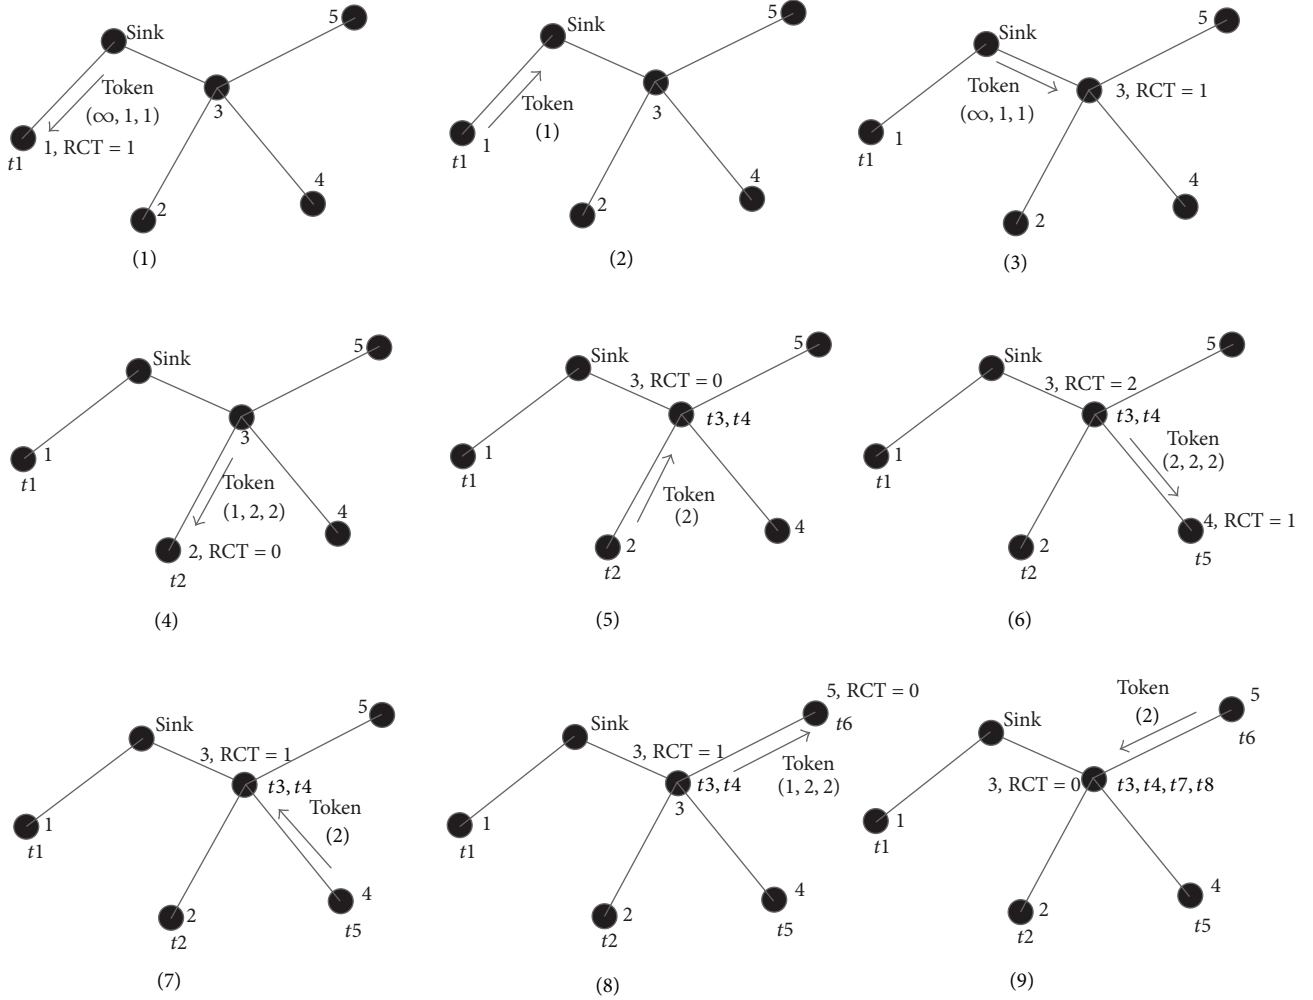 Sink
5
Token
(∞, 1, 1)
3
1, RCT = 1
t1
4
2
(1)
Sink
5
Token
(1)
3
1
t1
4
2
(2)
Sink
5
Token
(∞, 1, 1)
3, RCT = 1
1
t1
4
2
(3)
Sink
5
3
1
t1
Token
(1, 2, 2)
4
2, RCT = 0
t2
(4)
Sink
5
3, RCT = 0
t3, t4
1
t1
Token
(2)
4
2
t2
(5)
Sink
5
3, RCT = 2
t3, t4
Token
(2, 2, 2)
1
t1
4, RCT = 1
t5
2
t2
(6)
Sink
5
3, RCT = 1
t3, t4
Token
(2)
1
t1
4
t5
2
t2
(7)
5, RCT = 0
t6
Sink
3, RCT = 1
t3, t4
Token
(1, 2, 2)
3
1
t1
4
t5
2
t2
(8)
Token
(2)
5
t6
Sink
3, RCT = 0
t3, t4, t7, t8
1
t1
4
t5
2
t2
(9)